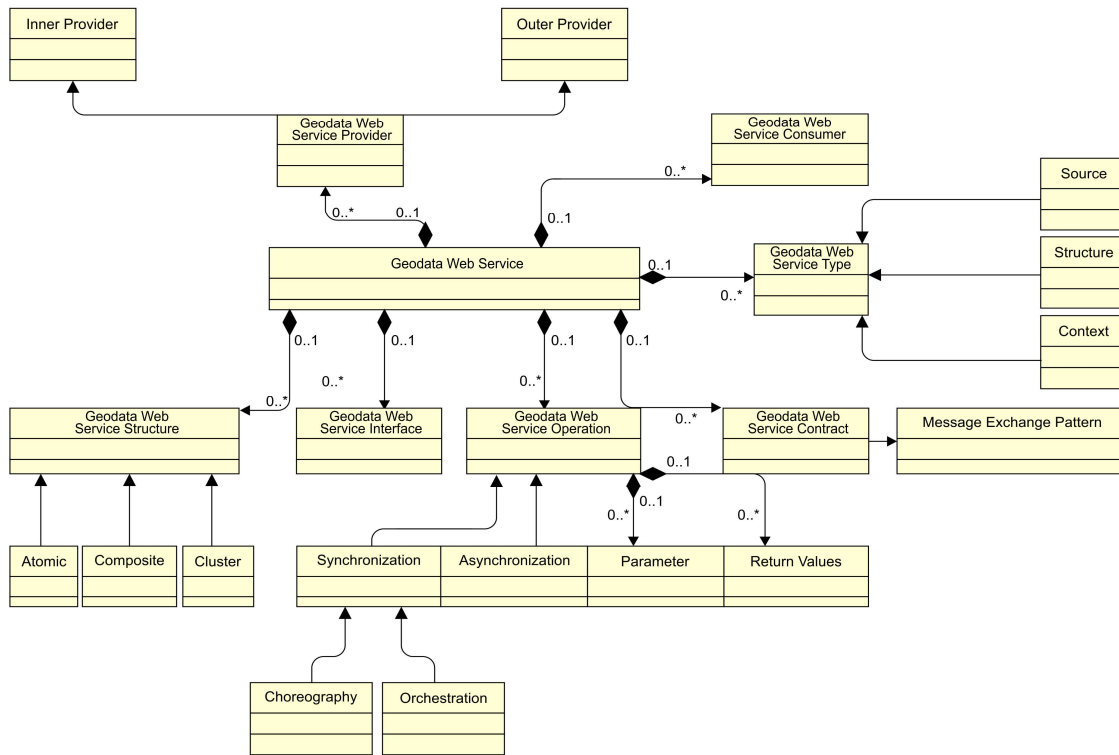 Inner Provider
Outer Provider
Geodata Web
Service Provider
Geodata Web
Service Consumer
0..*
Source
0..*
0..1
0..1
Geodata Web Service
0..1
Geodata Web
Service Type
Structure
0..*
Context
0..1
0..1
0..1
0..1
0..*
0..*
0..*
0..*
Geodata Web
Service Structure
Geodata Web
Service Interface
Geodata Web
Service Operation
Geodata Web
Service Contract
Message Exchange Pattern
0..1
0..1
0..*
0..*
Atomic
Composite
Cluster
Synchronization
Asynchronization
Parameter
Return Values
Choreography
Orchestration